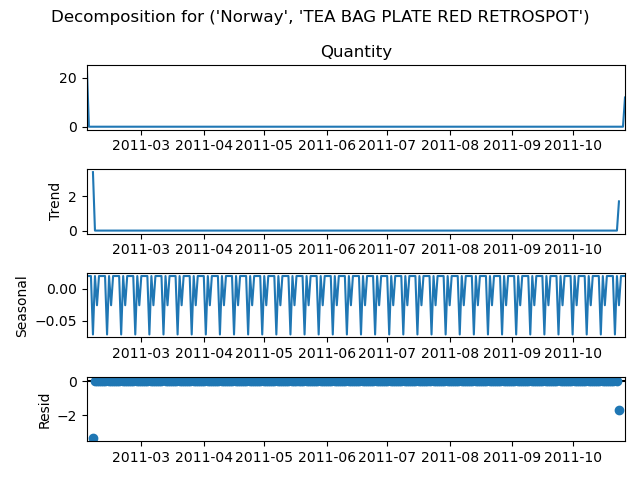 Decomposition for ('Norway', 'TEA BAG PLATE RED RETROSPOT')
Quantity
20
0
2011-03 2011-04 2011-05 2011-06 2011-07 2011-08 2011-09 2011-10
Trend
2
0
2011-03 2011-04 2011-05 2011-06 2011-07 2011-08 2011-09 2011-10
Seasonal
0.00
−0.05
2011-03 2011-04 2011-05 2011-06 2011-07 2011-08 2011-09 2011-10
Resid
0
−2
2011-03 2011-04 2011-05 2011-06 2011-07 2011-08 2011-09 2011-10